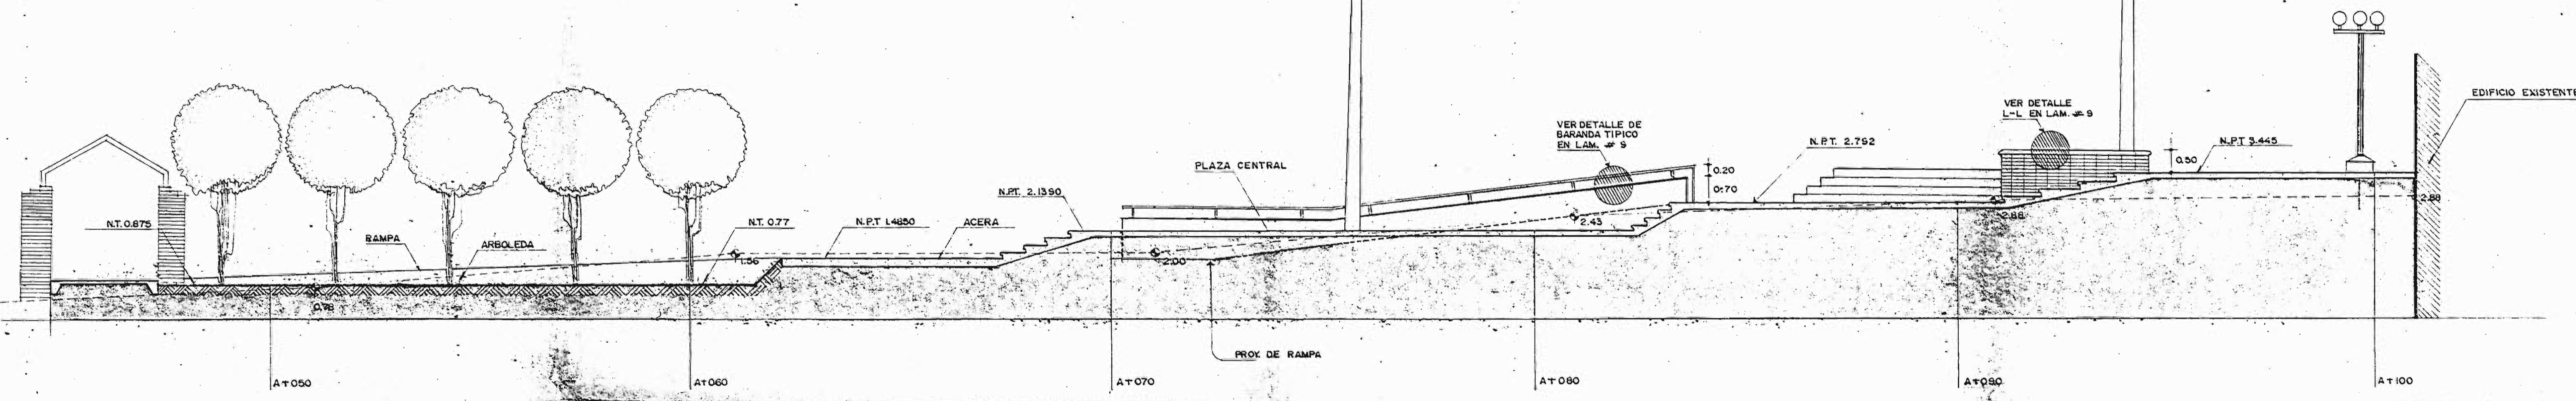 EDIFICIO EXISTENTE
VER DETALLE
L-L EN LAM. # 9
VER DETALLE DE
BARANDA TIPICO
EN LAM. # 9
N.P.T. 2.792
0.50
N.P.T 3.445
PLAZA CENTRAL
0.20
0.70
N.P.T. 2.1390
N.T. 0.875
RAMPA
ARBOLEDA
N.T. 0.77
N.P.T 1.4850
ACERA
1.56
2.00
2.43
2.88
2.88
0.78
PROY. DE RAMPA
A+050
A+060
A+070
A+080
A+090
A+100